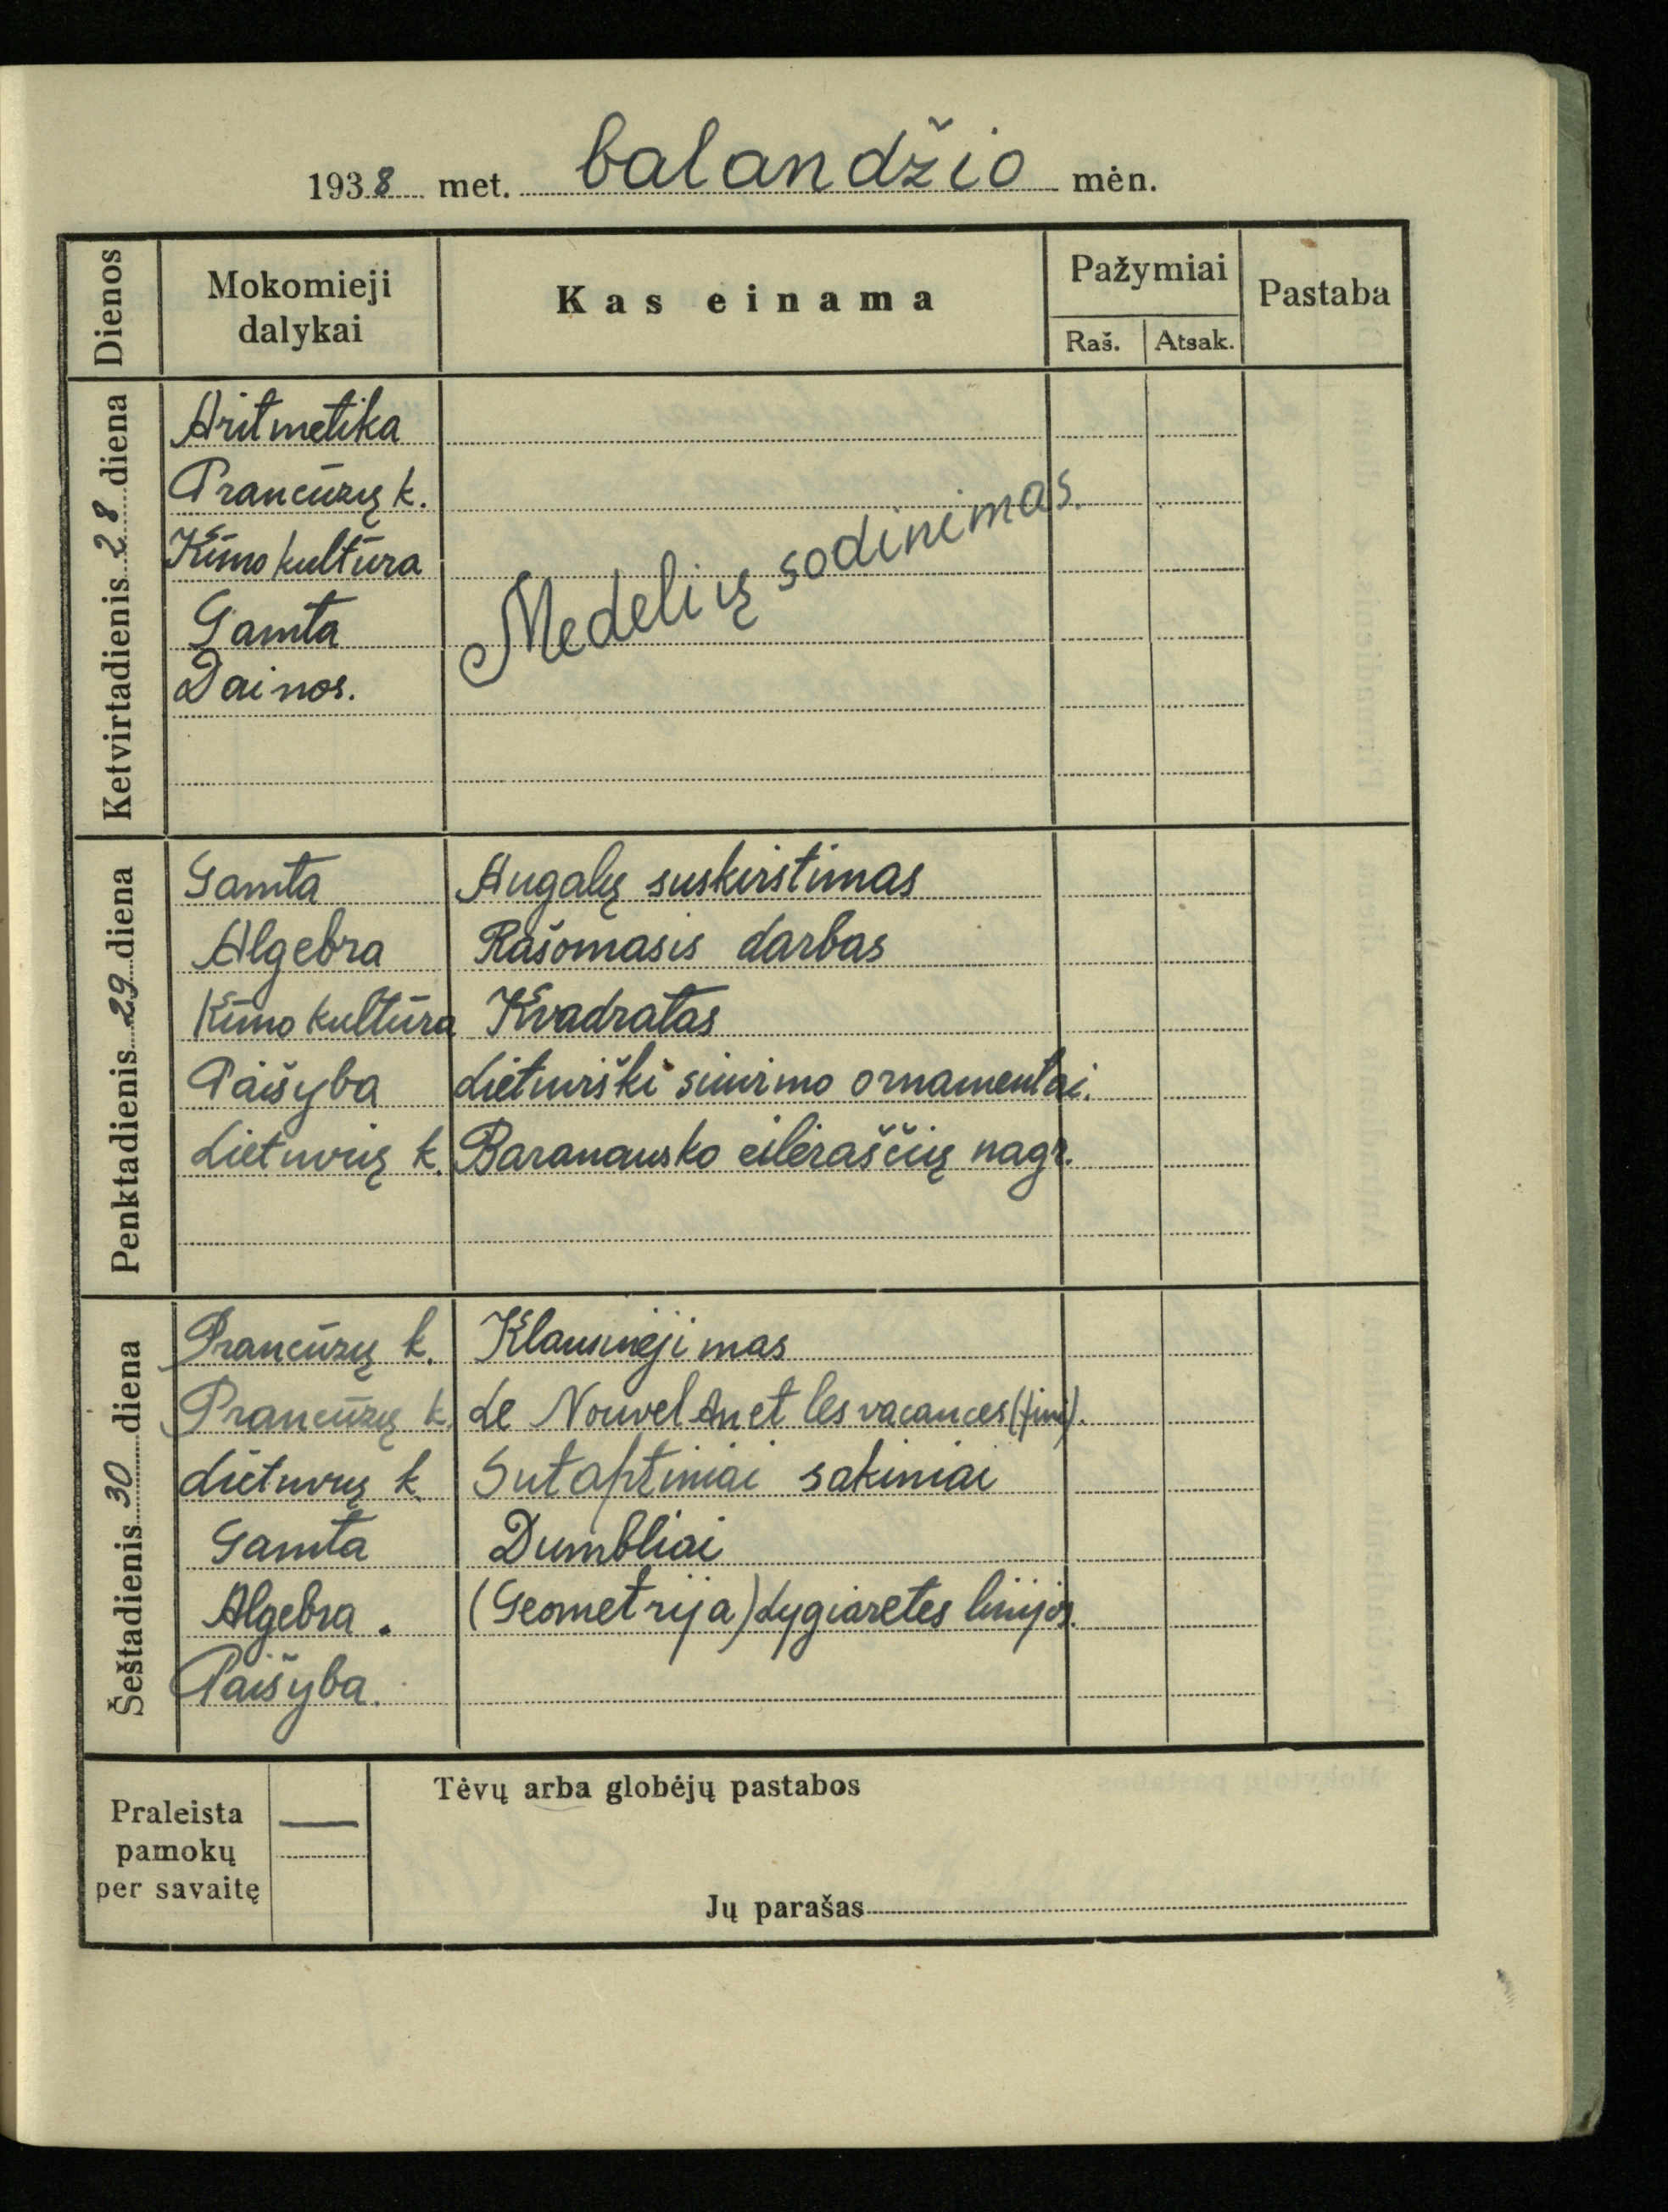 1938 met. balandžio mėn.
Dienos Mokomieji dalykai Kas einama Pažymiai Pastaba
Raš. Atsak.
Ketvirtadienis 28 diena
Aritmetika
Prancūzų k.
Kūno kultūra
Gamta
Dainos.
Medelių sodinimas.
Penktadienis 29 diena
Gamta Augalų suskirstimas
Algebra Rašomasis darbas
Kūno kultūra Kvadratas
Paišyba Lietuviški siuvimo ornamentai.
Lietuvių k. Baranausko eilėraščių nagr.
Šeštadienis 30 diena
Prancūzų k. Klausinėjimas
Prancūzų k. Le Nouvel An et les vacances (fini).
Lietuvių k. Sutaptiniai sakiniai
Gamta Dumbliai
Algebra. (Geometrija) Lygiaretes linijos.
Paišyba.
Praleista
pamokų
per savaitę
—
Tėvų arba globėjų pastabos
Jų parašas